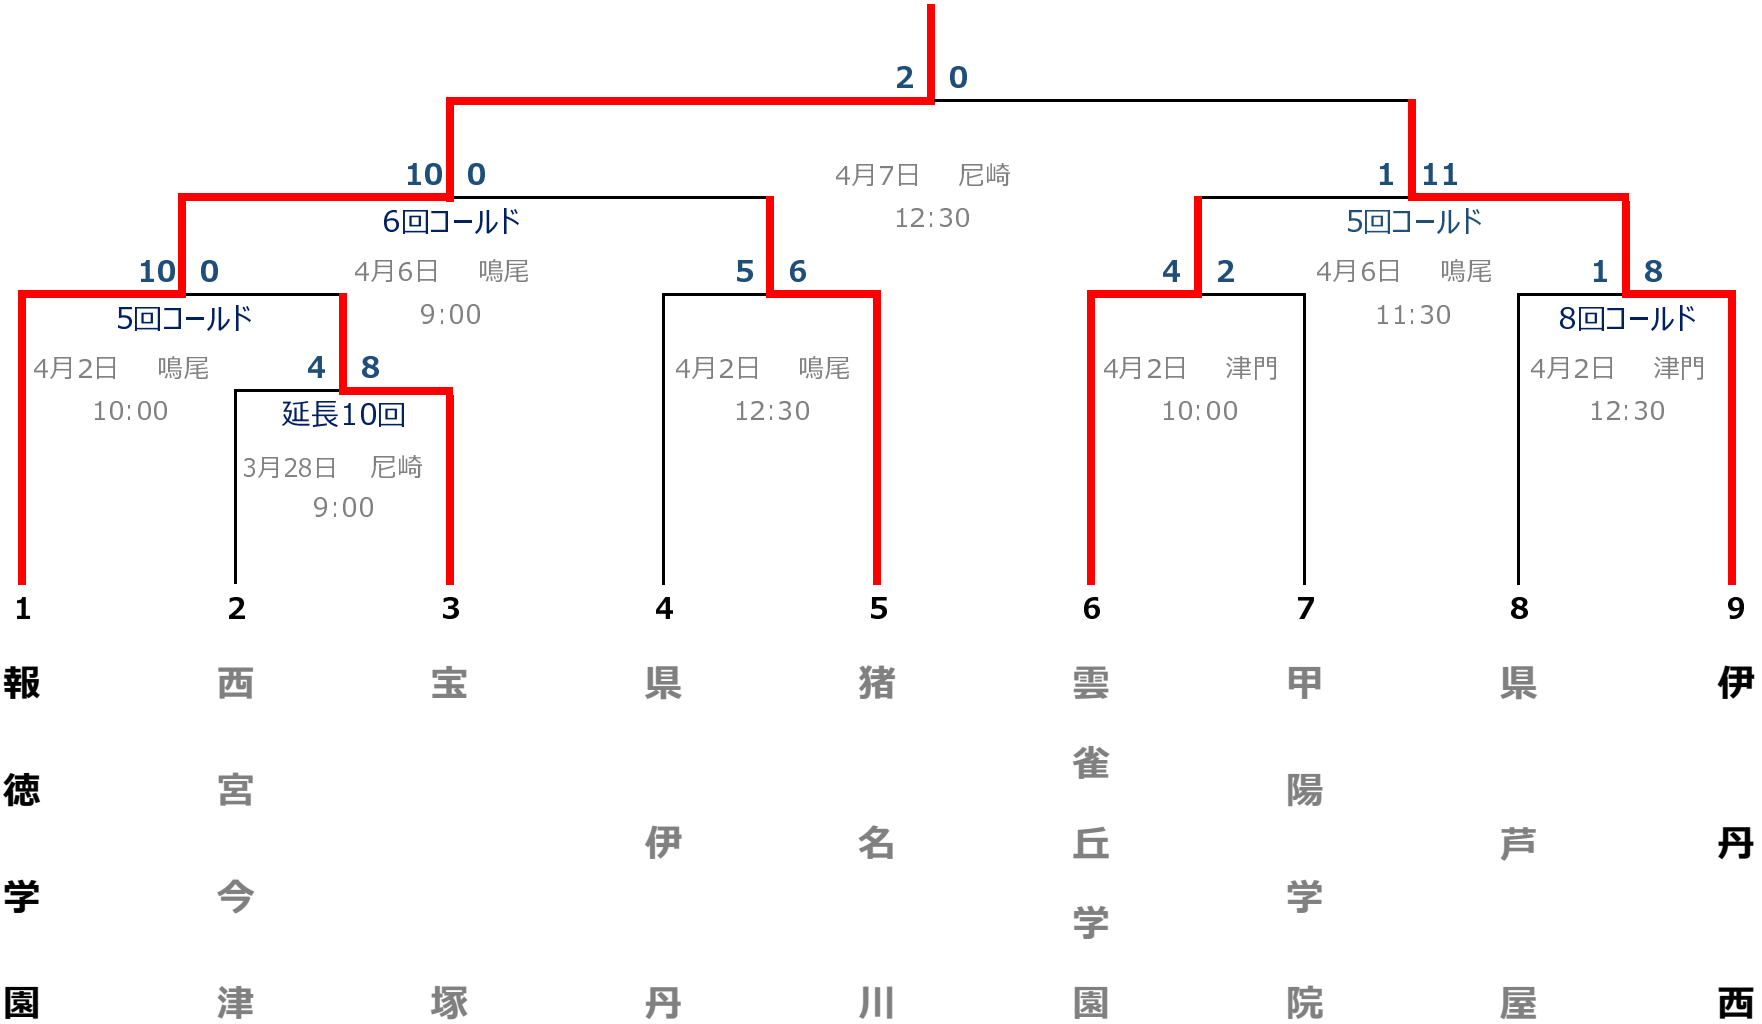 2 0
10 0
4月7日 尼崎
1 11
6回コールド
12:30
5回コールド
10 0
4月6日 鳴尾
5 6
4 2
4月6日 鳴尾
1 8
5回コールド
9:00
11:30
8回コールド
4月2日 鳴尾
4 8
4月2日 鳴尾
4月2日 津門
4月2日 津門
10:00
延長10回
12:30
10:00
12:30
3月28日 尼崎
9:00
1 2 3 4 5 6 7 8 9
報徳学園
西宮今津
宝塚
県伊丹
猪名川
雲雀丘学園
甲陽学院
県芦屋
伊丹西